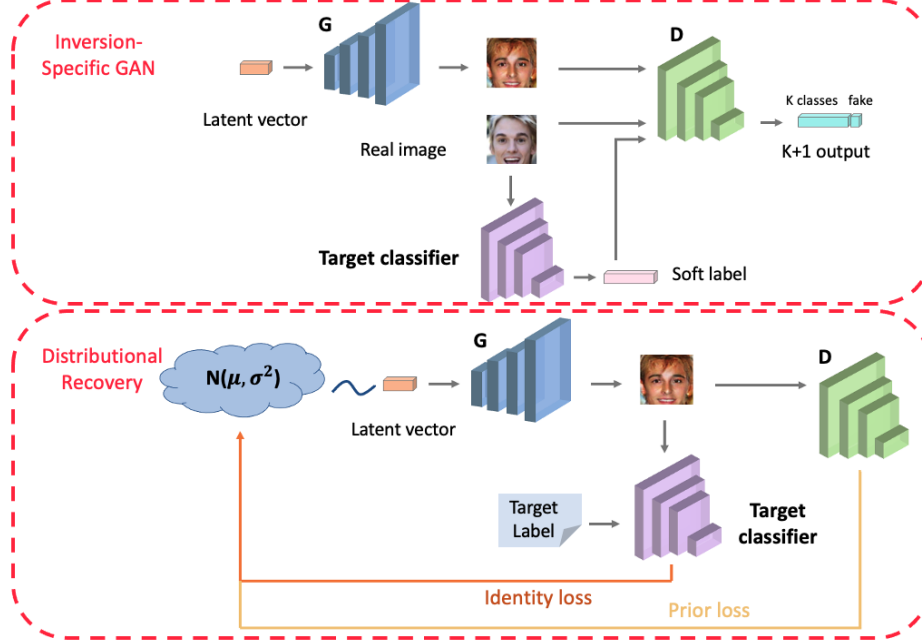 Inversion-
Specific GAN
G
D
Latent vector
Real image
K classes fake
K+1 output
Target classifier
Soft label
Distributional
Recovery
N(μ, σ²)
G
D
Latent vector
Target
Label
Target
classifier
Identity loss
Prior loss